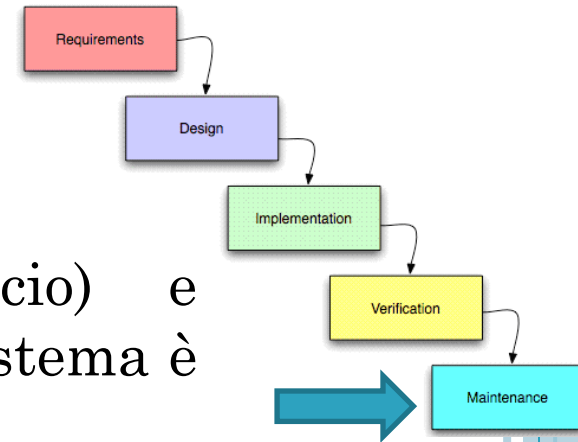 Requirements
Design
Implementation
cio) e
Verification
stema è
Maintenance